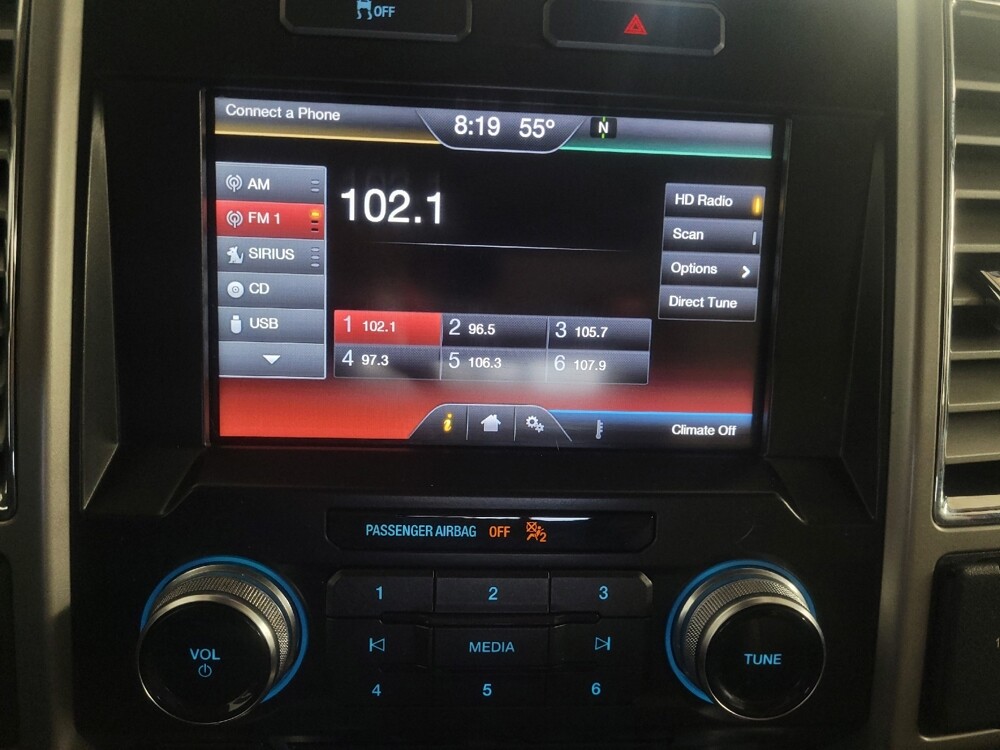 OFF
Connect a Phone
8:19 55°
N
AM
FM 1
SIRIUS
CD
USB
102.1
HD Radio
Scan
Options
Direct Tune
1 102.1 2 96.5 3 105.7
4 97.3 5 106.3 6 107.9
i
Climate Off
PASSENGER AIRBAG OFF 2
1 2 3
VOL
MEDIA
TUNE
4 5 6